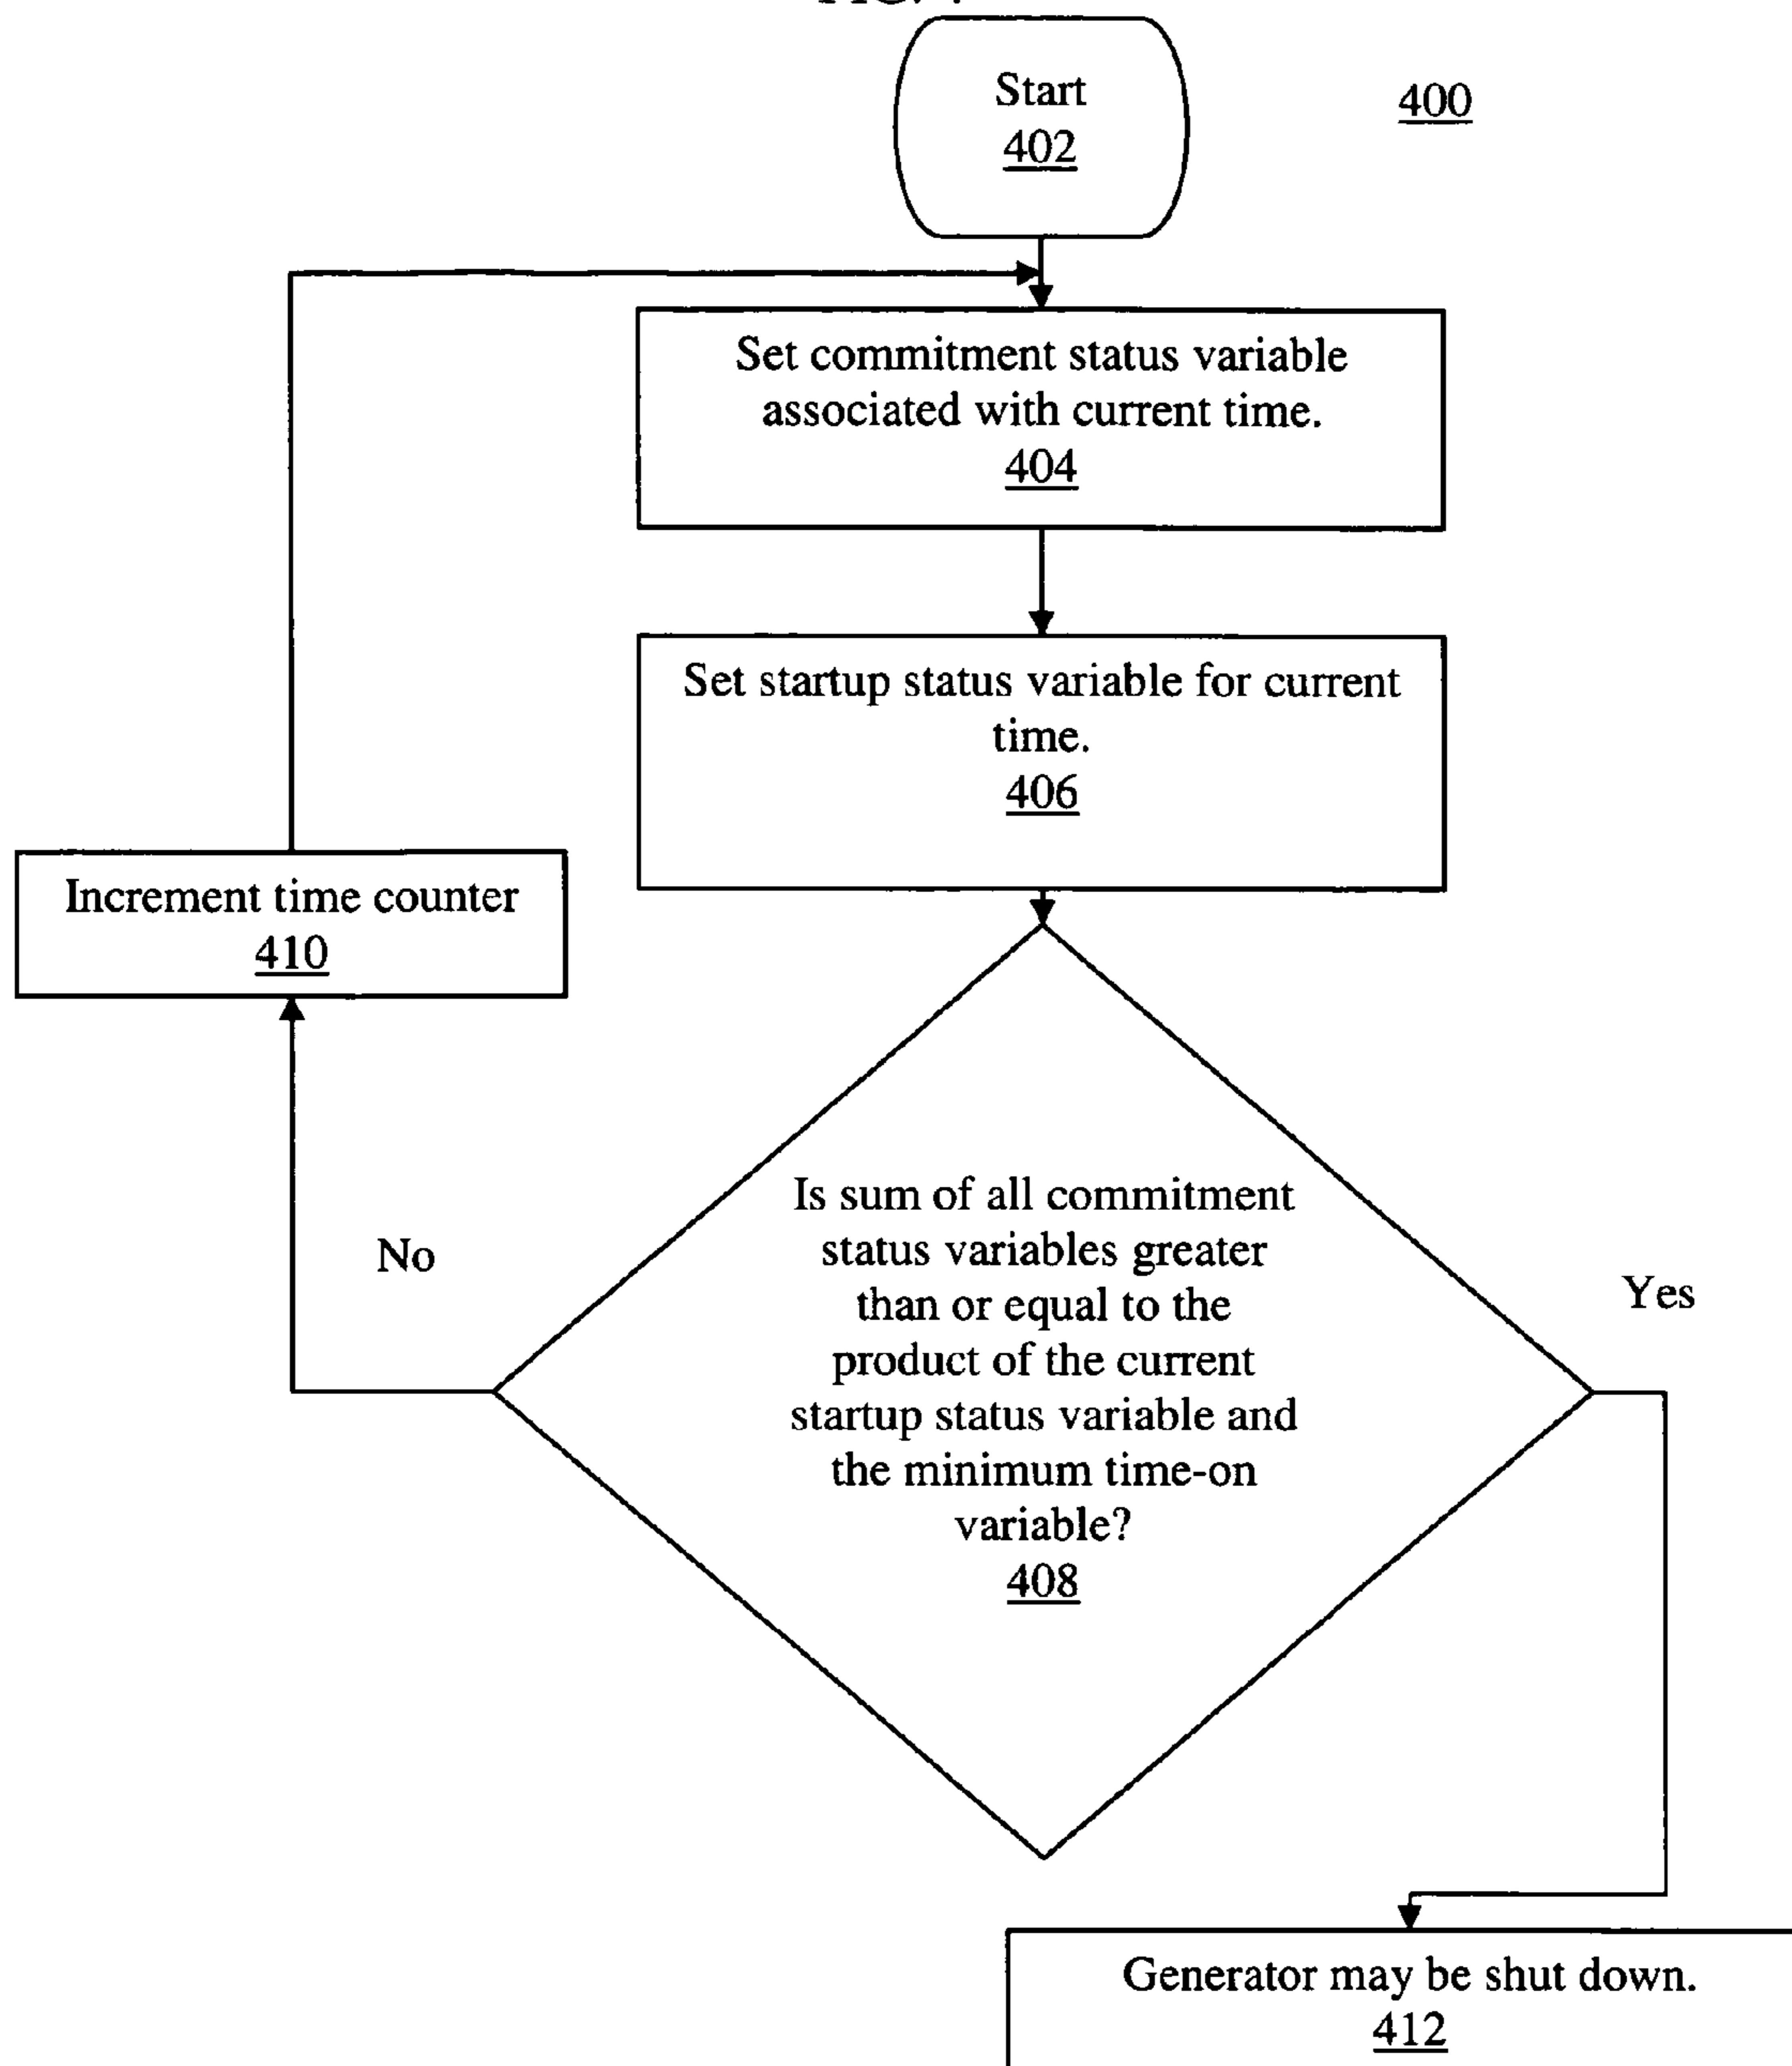 Start
402
400
Set commitment status variable
associated with current time.
404
Set startup status variable for current
time.
406
Increment time counter
410
Is sum of all commitment
status variables greater
than or equal to the
product of the current
startup status variable and
the minimum time-on
variable?
408
No
Yes
Generator may be shut down.
412